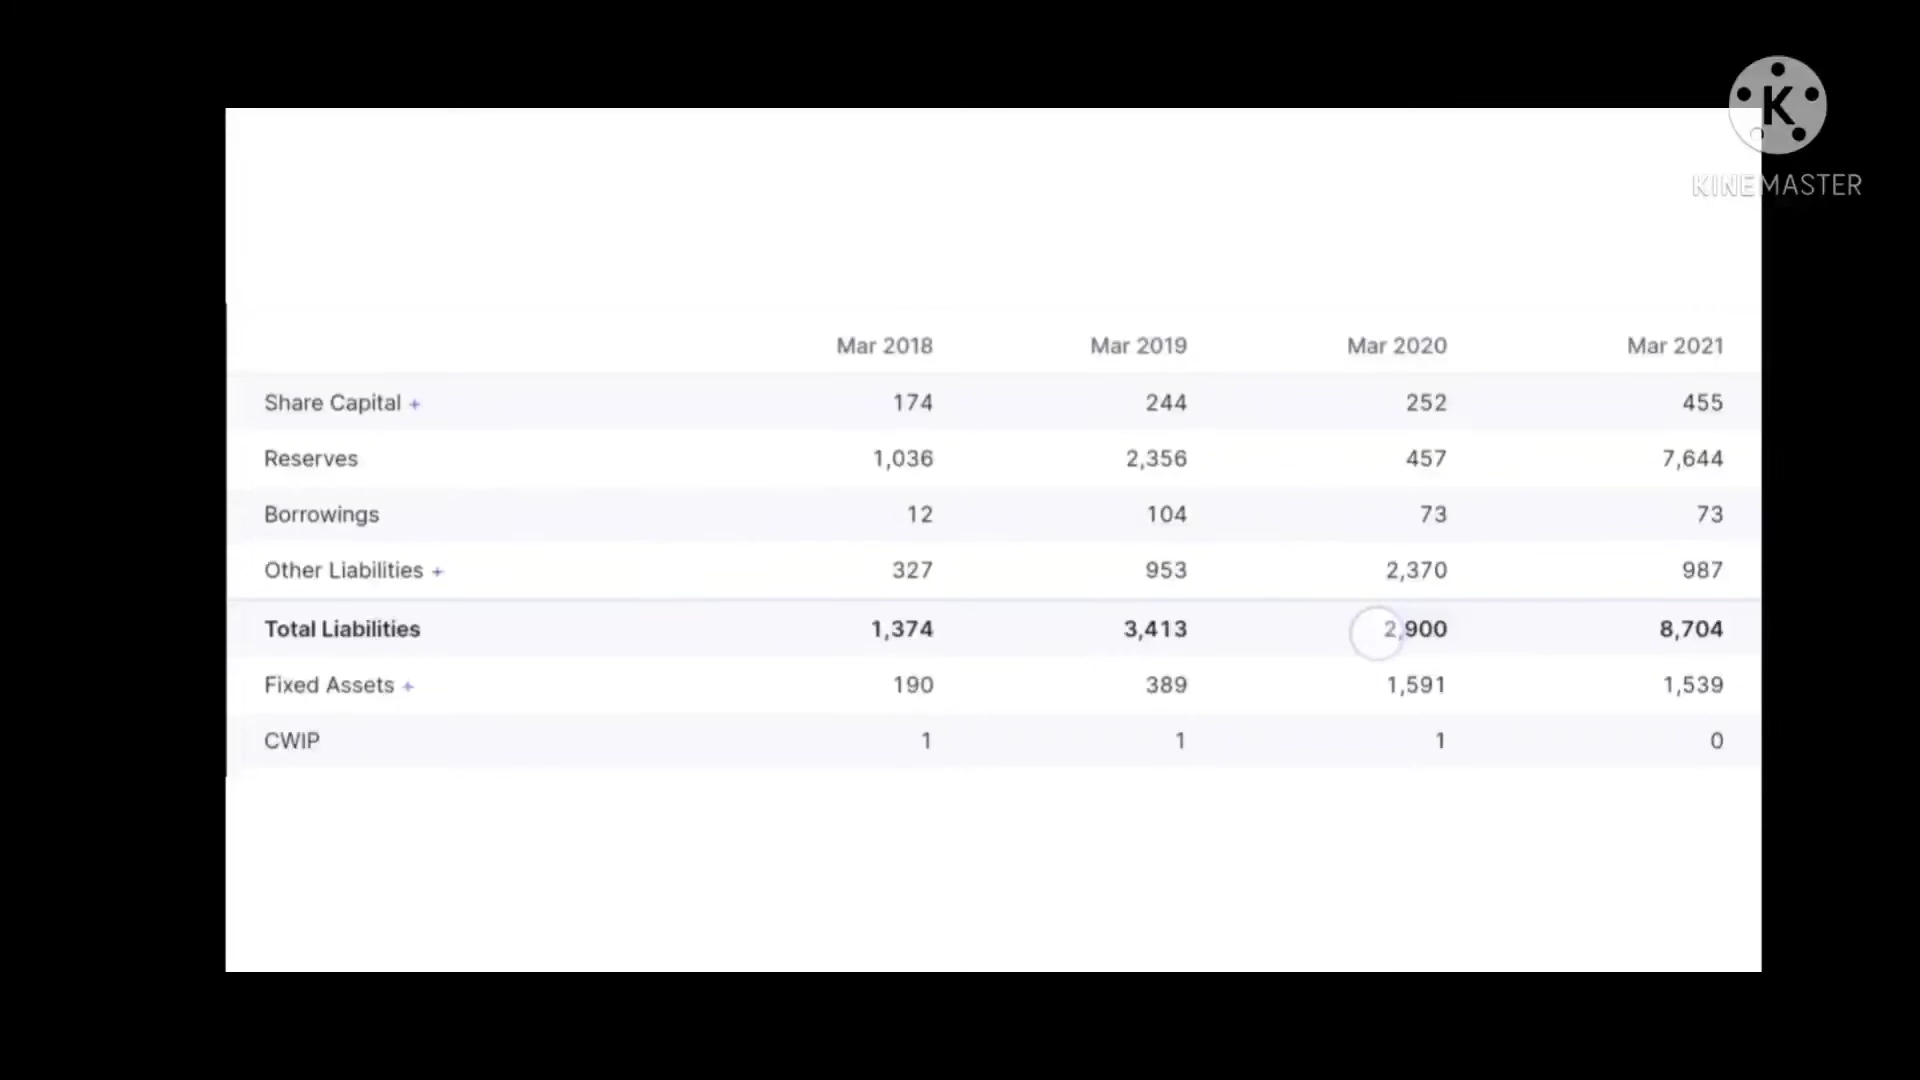 K
KINEMASTER
Mar 2018 Mar 2019 Mar 2020 Mar 2021
Share Capital + 174 244 252 455
Reserves 1,036 2,356 457 7,644
Borrowings 12 104 73 73
Other Liabilities + 327 953 2,370 987
Total Liabilities 1,374 3,413 2,900 8,704
Fixed Assets + 190 389 1,591 1,539
CWIP 1 1 1 0